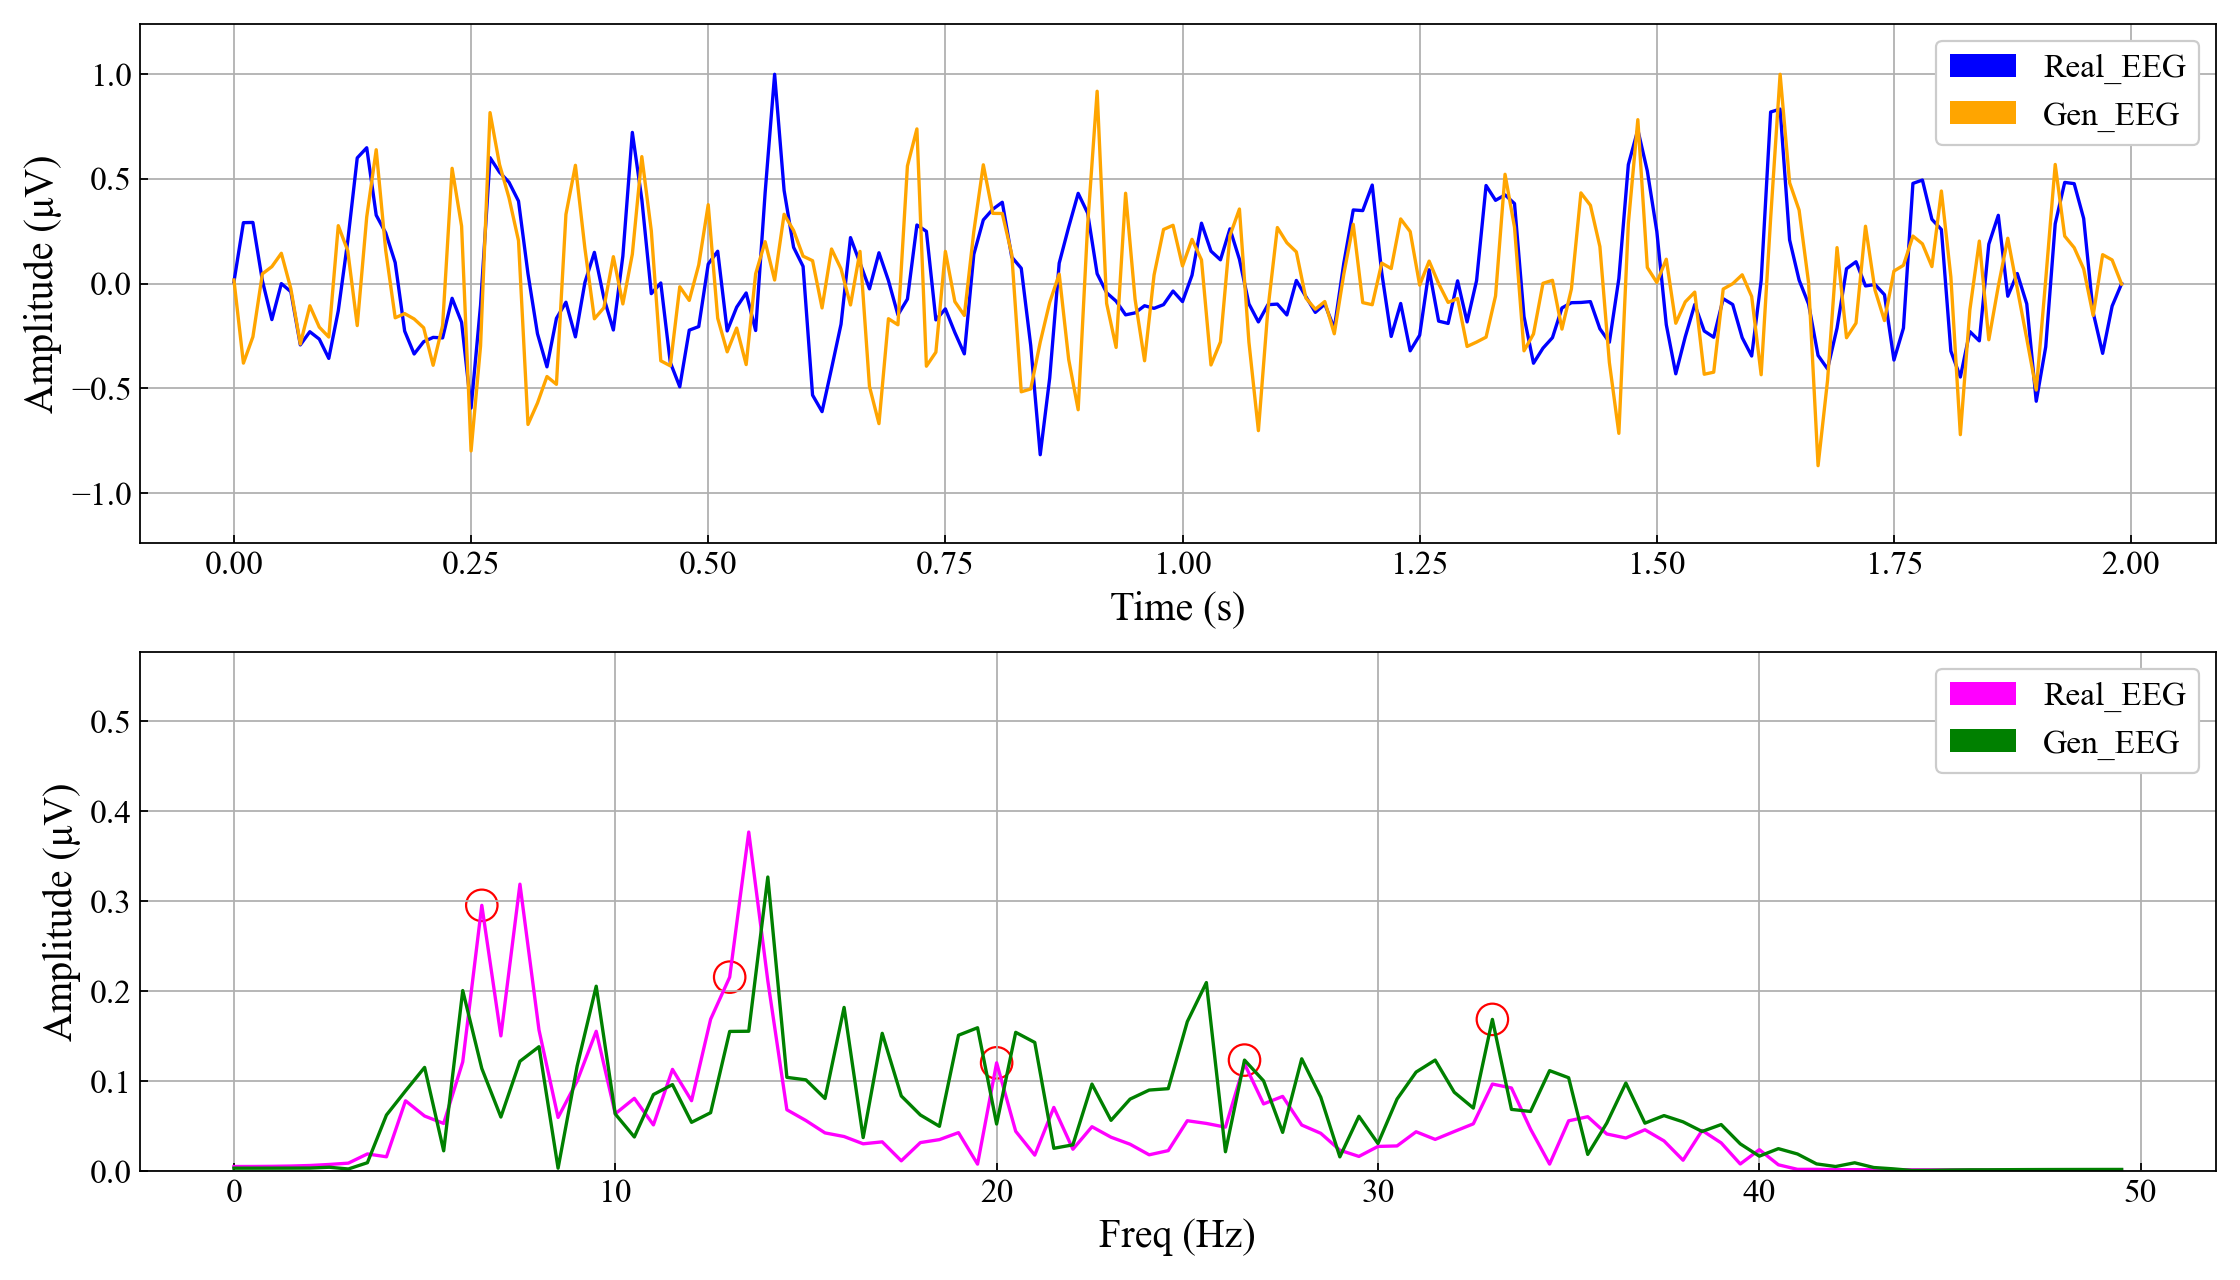 Amplitude (µV)
1.0
0.5
0.0
−0.5
−1.0
Real_EEG
Gen_EEG
0.00 0.25 0.50 0.75 1.00 1.25 1.50 1.75 2.00
Time (s)
Amplitude (µV)
0.5
0.4
0.3
0.2
0.1
0.0
Real_EEG
Gen_EEG
0 10 20 30 40 50
Freq (Hz)